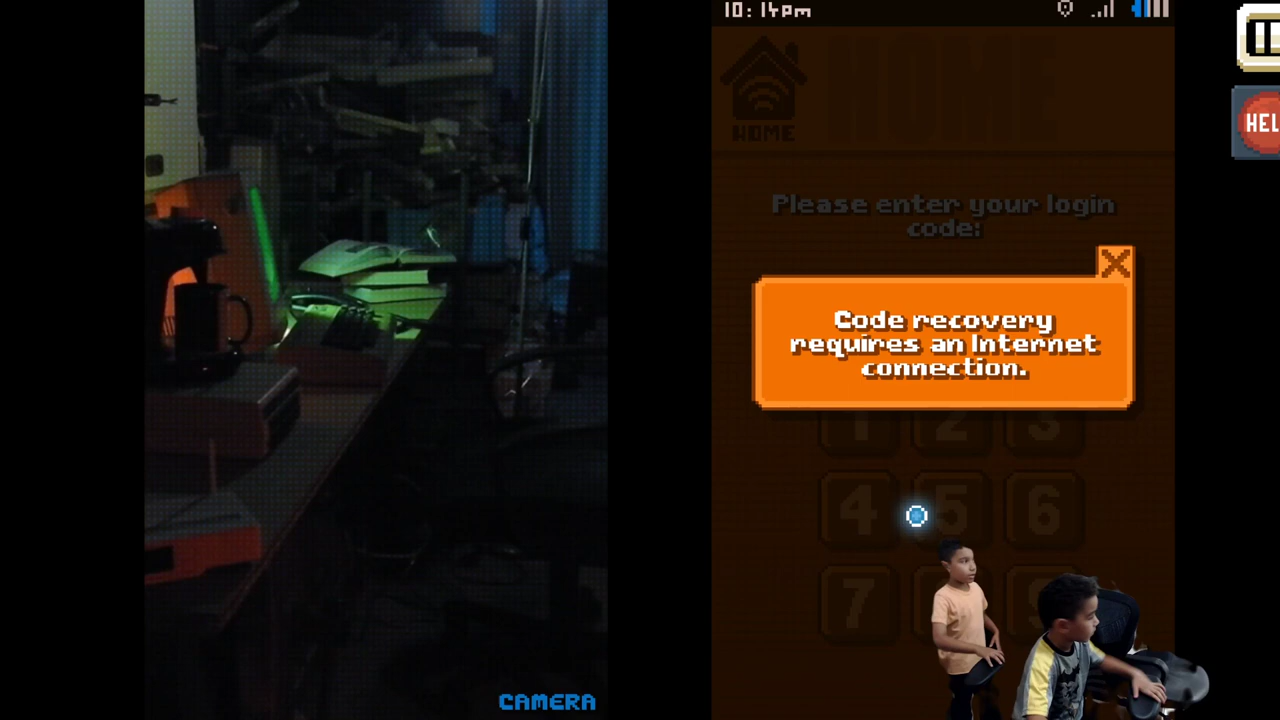 10:14pm
HOME
HOME
Please enter your login
code:
Code recovery
requires an Internet
connection.
1 2 3
4 5 6
7 9
CAMERA
HEL